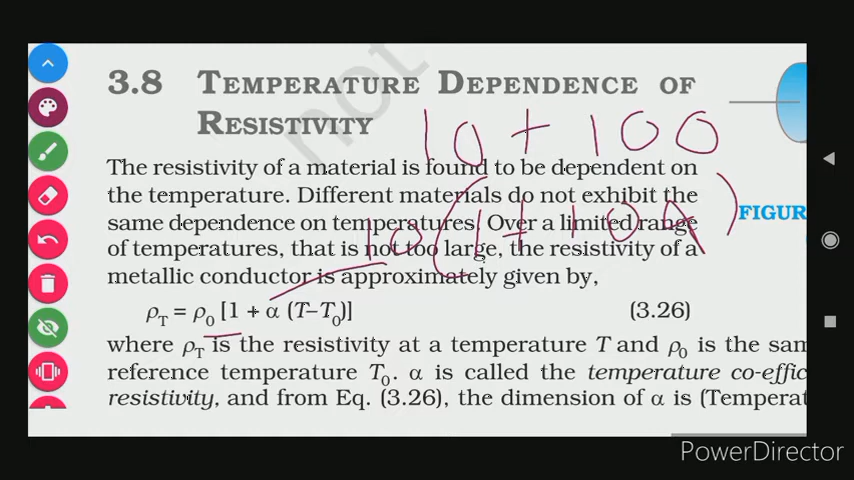 3.8 TEMPERATURE DEPENDENCE OF
RESISTIVITY
not
10 + 100
The resistivity of a material is found to be dependent on
the temperature. Different materials do not exhibit the
same dependence on temperatures. Over a limited range
FIGUR
of temperatures, that is not too large, the resistivity of a
metallic conductor is approximately given by,
ρT = ρ0 [1 + α (T–T0)] (3.26)
where ρT is the resistivity at a temperature T and ρ0 is the sam
reference temperature T0. α is called the temperature co-effic
resistivity, and from Eq. (3.26), the dimension of α is (Temperat
PowerDirector